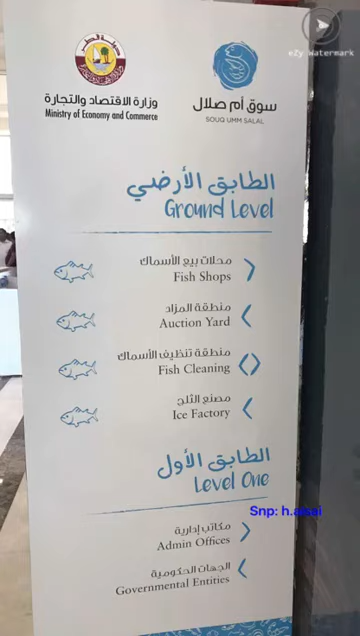 eZy Watermark
وزارة الاقتصاد والتجارة
Ministry of Economy and Commerce
سوق أم صلال
SOUQ UMM SALAL
الطابق الأرضي
Ground Level
محلات بيع الأسماك
Fish Shops
منطقة المزاد
Auction Yard
منطقة تنظيف الأسماك
Fish Cleaning
مصنع الثلج
Ice Factory
الطابق الأول
Level One
Snp:
مكاتب إدارية
Admin Offices
الجهات الحكومية
Governmental Entities